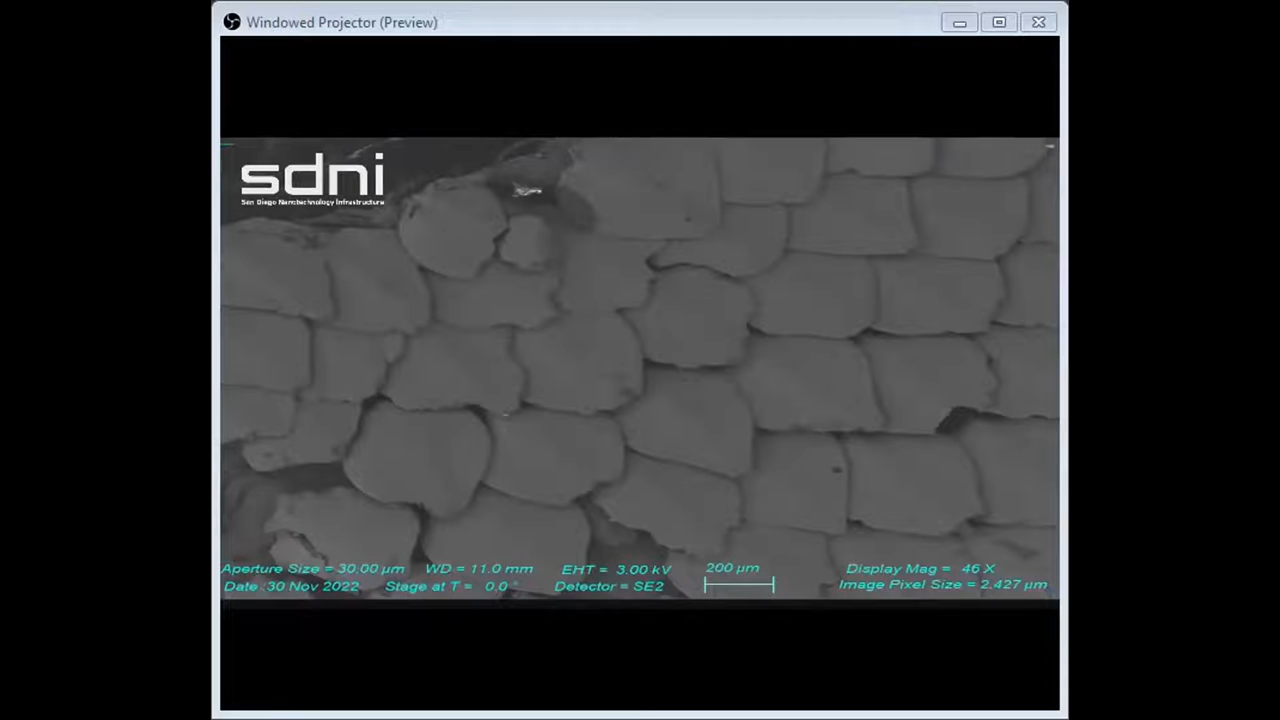 Windowed Projector (Preview)
sdni
San Diego Nanotechnology Infrastructure
Aperture Size = 30.00 µm WD = 11.0 mm EHT = 3.00 kV 200 µm Display Mag = 46 X
Date :30 Nov 2022 Stage at T = 0.0 ° Detector = SE2 Image Pixel Size = 2.427 µm